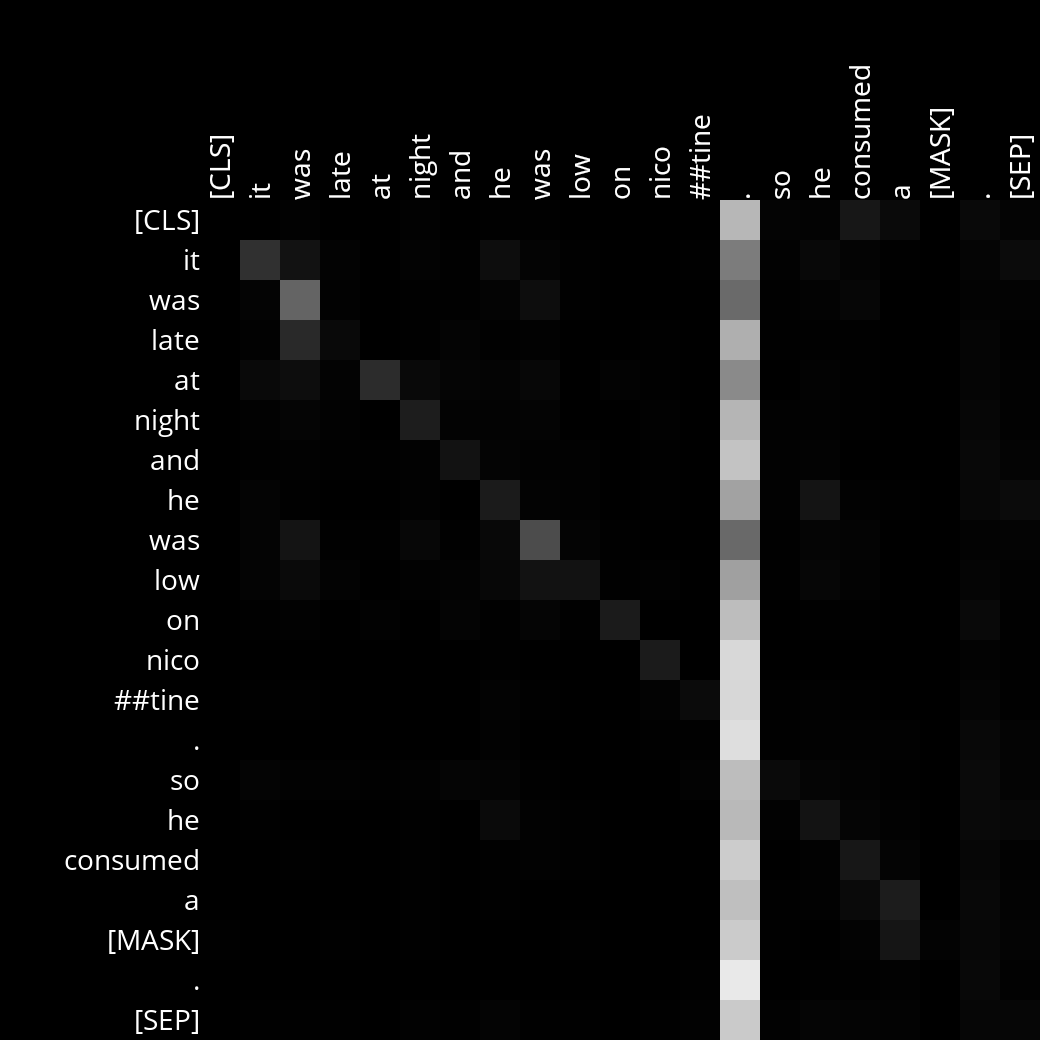 [CLS] it was late at night and he was low on nico ##tine . so he consumed a [MASK] . [SEP]
[CLS]
it
was
late
at
night
and
he
was
low
on
nico
##tine
.
so
he
consumed
a
[MASK]
.
[SEP]